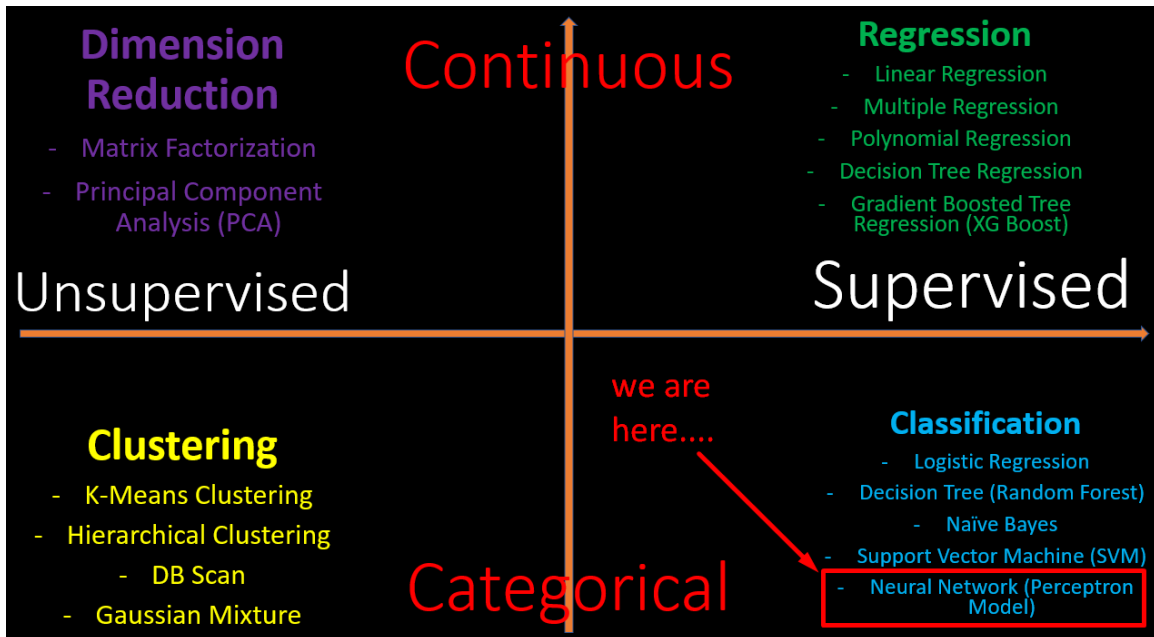 Dimension
Reduction
- Matrix Factorization
- Principal Component
Analysis (PCA)
Continuous
Regression
- Linear Regression
- Multiple Regression
- Polynomial Regression
- Decision Tree Regression
- Gradient Boosted Tree
Regression (XG Boost)
Unsupervised
Supervised
we are
here....
Clustering
- K-Means Clustering
- Hierarchical Clustering
- DB Scan
- Gaussian Mixture
Categorical
Classification
- Logistic Regression
- Decision Tree (Random Forest)
- Naïve Bayes
- Support Vector Machine (SVM)
- Neural Network (Perceptron
Model)